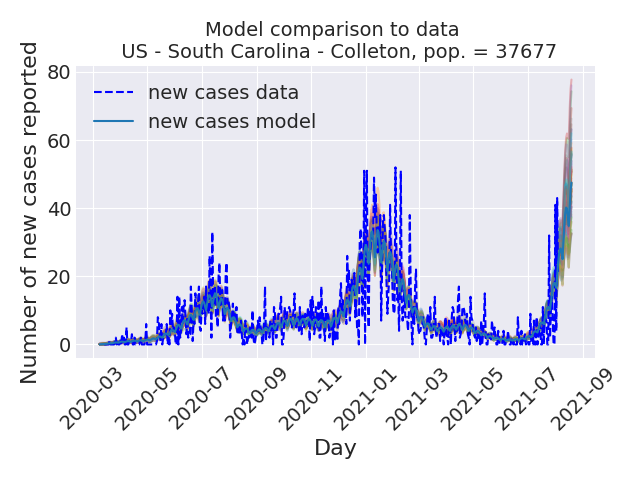 Model comparison to data
US - South Carolina - Colleton, pop. = 37677
Number of new cases reported
80
60
40
20
0
new cases data
new cases model
2020-03
2020-05
2020-07
2020-09
2020-11
2021-01
2021-03
2021-05
2021-07
2021-09
Day